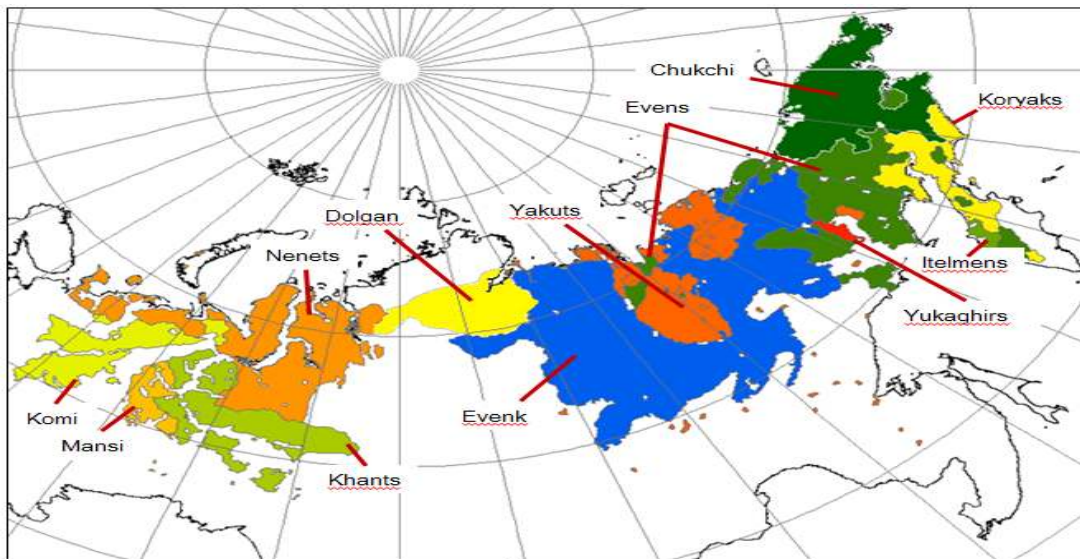 Chukchi
Evens
Koryaks
Dolgan
Yakuts
Nenets
Itelmens
Yukaghirs
Komi
Mansi
Evenk
Khants